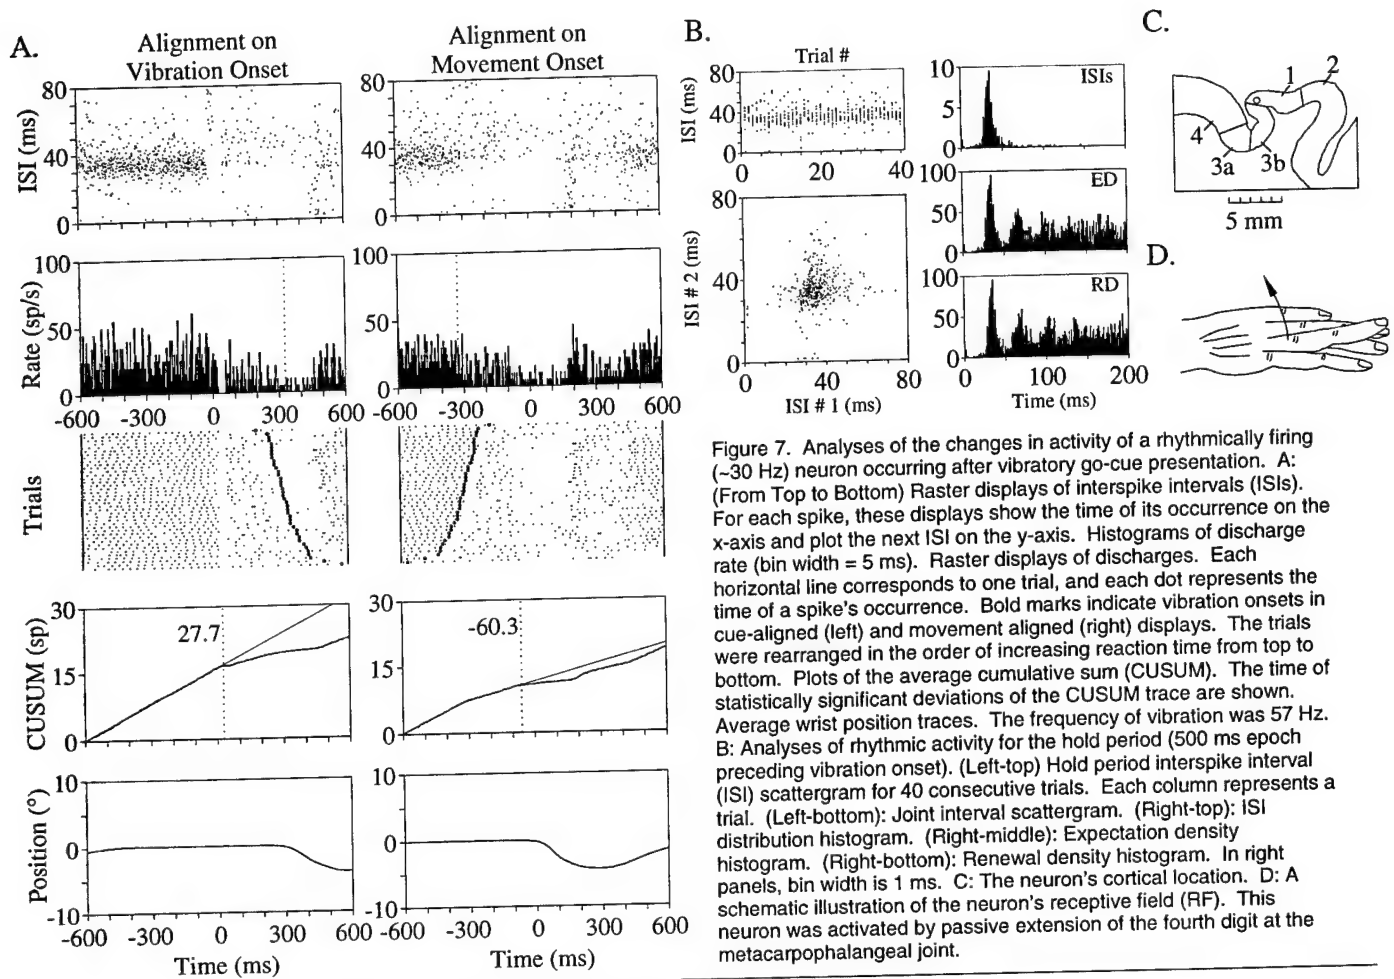 A.
Alignment on
Vibration Onset
Alignment on
Movement Onset
80
40
0
ISI (ms)
80
40
0
100
50
0
Rate (sp/s)
-600 -300 0 300 600
100
50
0
-600 -300 0 300 600
Trials
30
15
0
CUSUM (sp)
27.7
30
15
0
-60.3
10
0
-10
Position (°)
-600 -300 0 300 600
Time (ms)
10
0
-10
-600 -300 0 300 600
Time (ms)
B.
Trial #
80
40
0
ISI (ms)
0 20 40
80
40
0
ISI # 2 (ms)
0 40 80
ISI # 1 (ms)
10
5
0
ISIs
100
50
0
ED
100
50
0
RD
0 100 200
Time (ms)
C.
1
2
4
3a
3b
5 mm
D.
Figure 7. Analyses of the changes in activity of a rhythmically firing
(~30 Hz) neuron occurring after vibratory go-cue presentation. A:
(From Top to Bottom) Raster displays of interspike intervals (ISIs).
For each spike, these displays show the time of its occurrence on the
x-axis and plot the next ISI on the y-axis. Histograms of discharge
rate (bin width = 5 ms). Raster displays of discharges. Each
horizontal line corresponds to one trial, and each dot represents the
time of a spike's occurrence. Bold marks indicate vibration onsets in
cue-aligned (left) and movement aligned (right) displays. The trials
were rearranged in the order of increasing reaction time from top to
bottom. Plots of the average cumulative sum (CUSUM). The time of
statistically significant deviations of the CUSUM trace are shown.
Average wrist position traces. The frequency of vibration was 57 Hz.
B: Analyses of rhythmic activity for the hold period (500 ms epoch
preceding vibration onset). (Left-top) Hold period interspike interval
(ISI) scattergram for 40 consecutive trials. Each column represents a
trial. (Left-bottom): Joint interval scattergram. (Right-top): ISI
distribution histogram. (Right-middle): Expectation density
histogram. (Right-bottom): Renewal density histogram. In right
panels, bin width is 1 ms. C: The neuron's cortical location. D: A
schematic illustration of the neuron's receptive field (RF). This
neuron was activated by passive extension of the fourth digit at the
metacarpophalangeal joint.